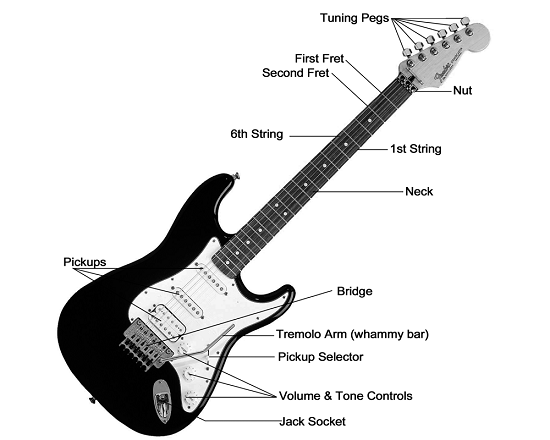 Tuning Pegs
First Fret
Second Fret
Nut
6th String
1st String
Neck
Pickups
Bridge
Tremolo Arm (whammy bar)
Pickup Selector
Volume & Tone Controls
Jack Socket
Fender